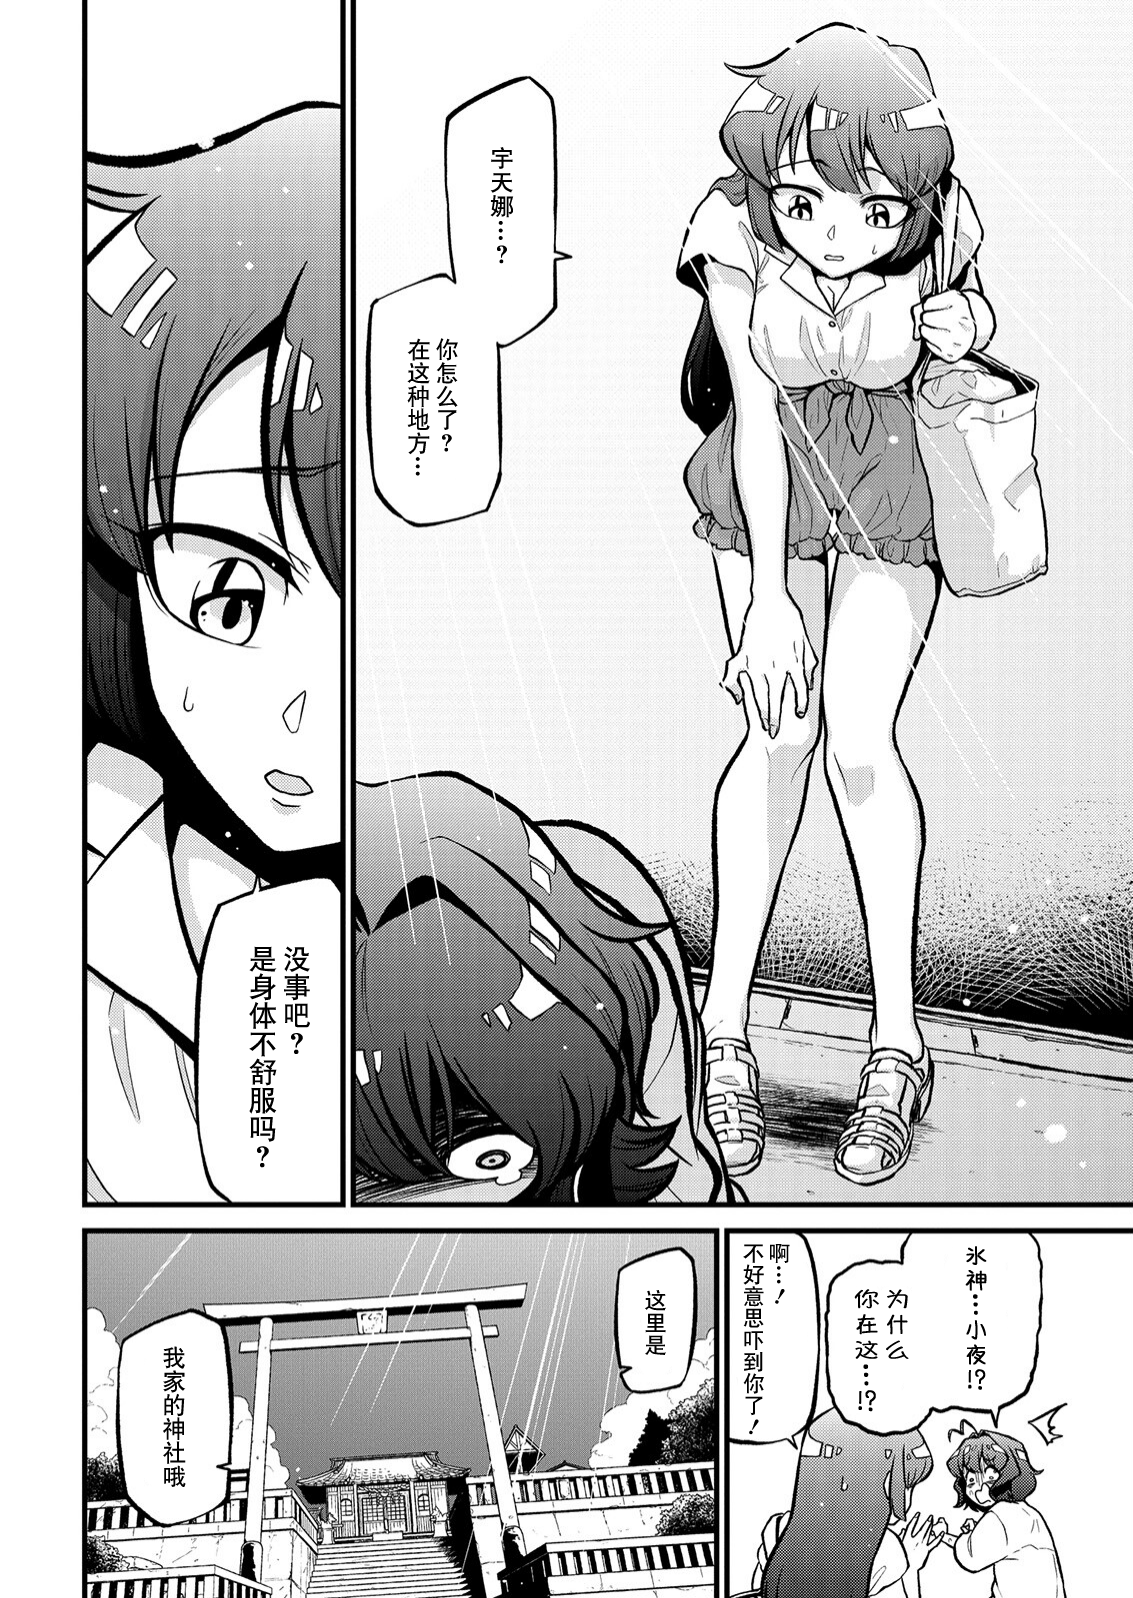 宇天娜…?
你怎么了?
在这种地方…
没事吧?
是身体不舒服吗?
氷神…小夜!?
为什么
你在这…!?
啊…!
不好意思吓到你了!
这里是
我家的神社哦